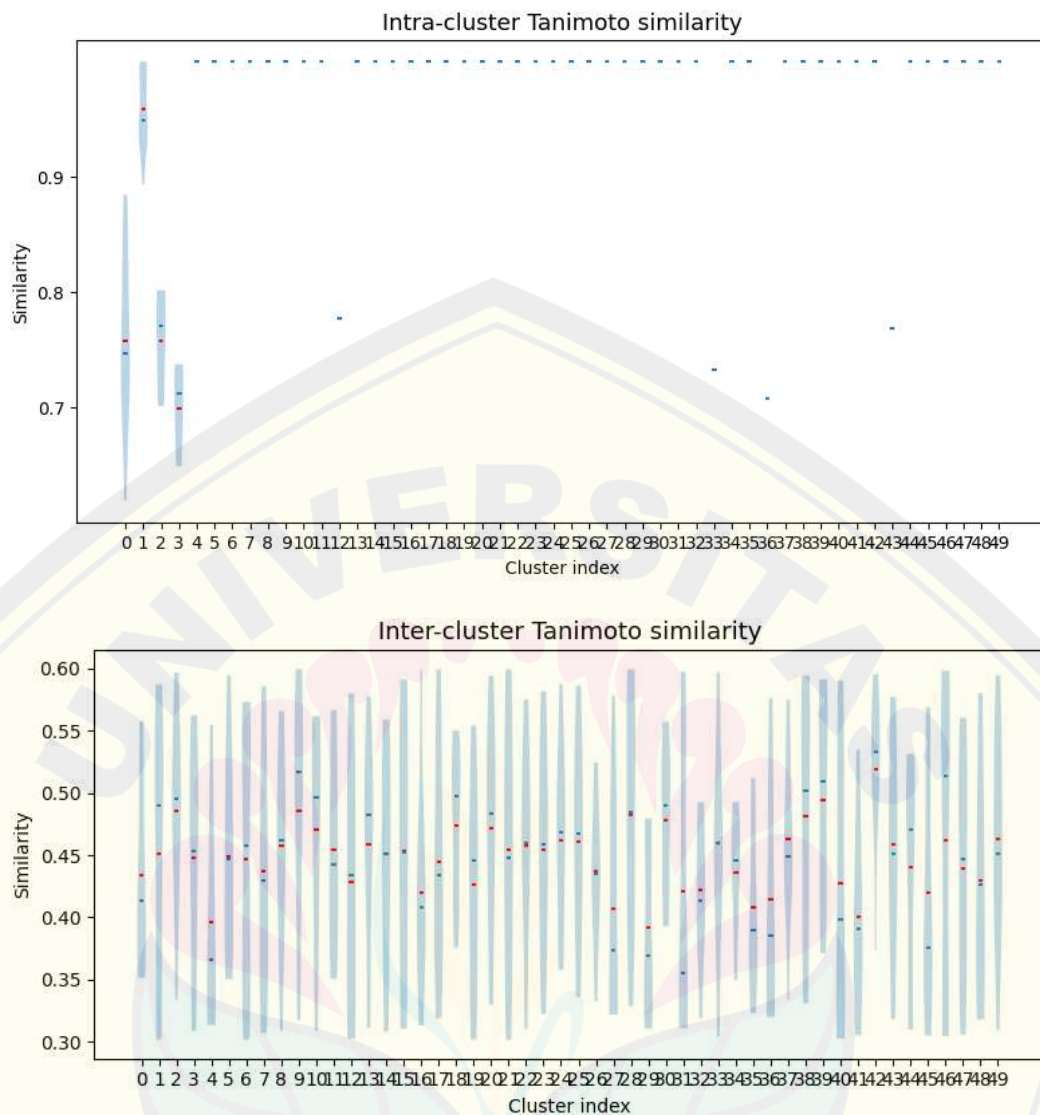 Intra-cluster Tanimoto similarity
0.9
0.8
0.7
Similarity
0 1 2 3 4 5 6 7 8 9 10 11 12 13 14 15 16 17 18 19 20 21 22 23 24 25 26 27 28 29 30 31 32 33 34 35 36 37 38 39 40 41 42 43 44 45 46 47 48 49
Cluster index
UNIVERSITAS
Inter-cluster Tanimoto similarity
0.60
0.55
0.50
0.45
0.40
0.35
0.30
Similarity
0 1 2 3 4 5 6 7 8 9 10 11 12 13 14 15 16 17 18 19 20 21 22 23 24 25 26 27 28 29 30 31 32 33 34 35 36 37 38 39 40 41 42 43 44 45 46 47 48 49
Cluster index